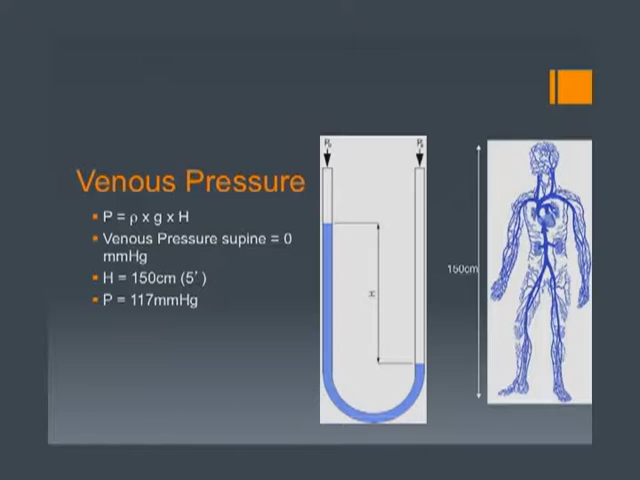 Venous Pressure
P = ρ x g x H
Venous Pressure supine = 0
mmHg
H = 150cm (5’ )
P = 117mmHg
H
150cm